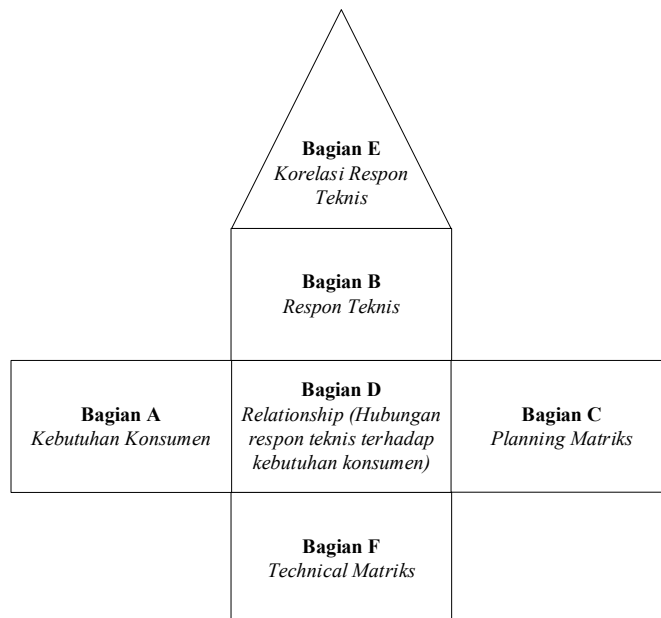 Bagian E
Korelasi Respon
Teknis
Bagian B
Respon Teknis
Bagian A
Kebutuhan Konsumen
Bagian D
Relationship (Hubungan
respon teknis terhadap
kebutuhan konsumen)
Bagian C
Planning Matriks
Bagian F
Technical Matriks